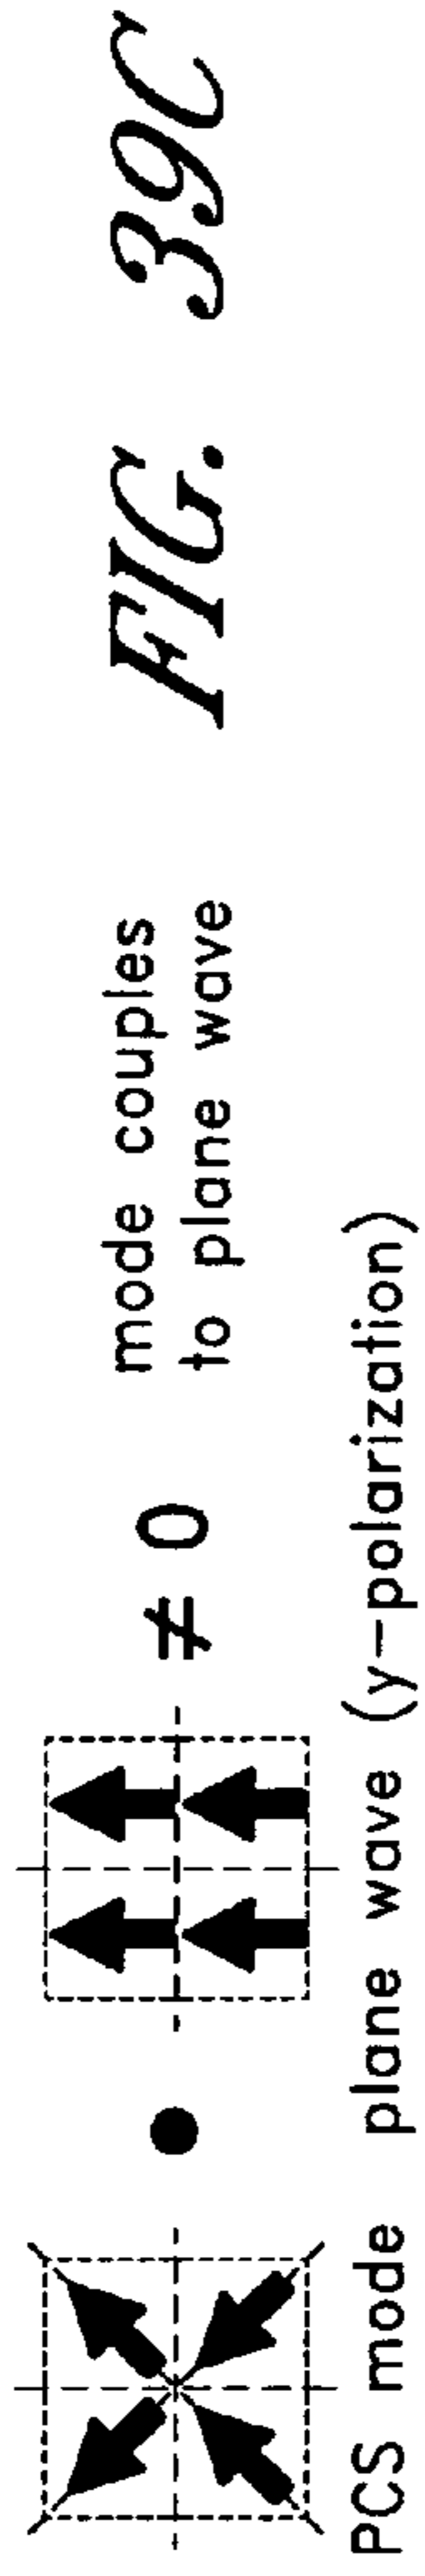 ≠ 0
mode couples
to plane wave
PCS mode
plane wave (y-polarization)
FIG. 39C